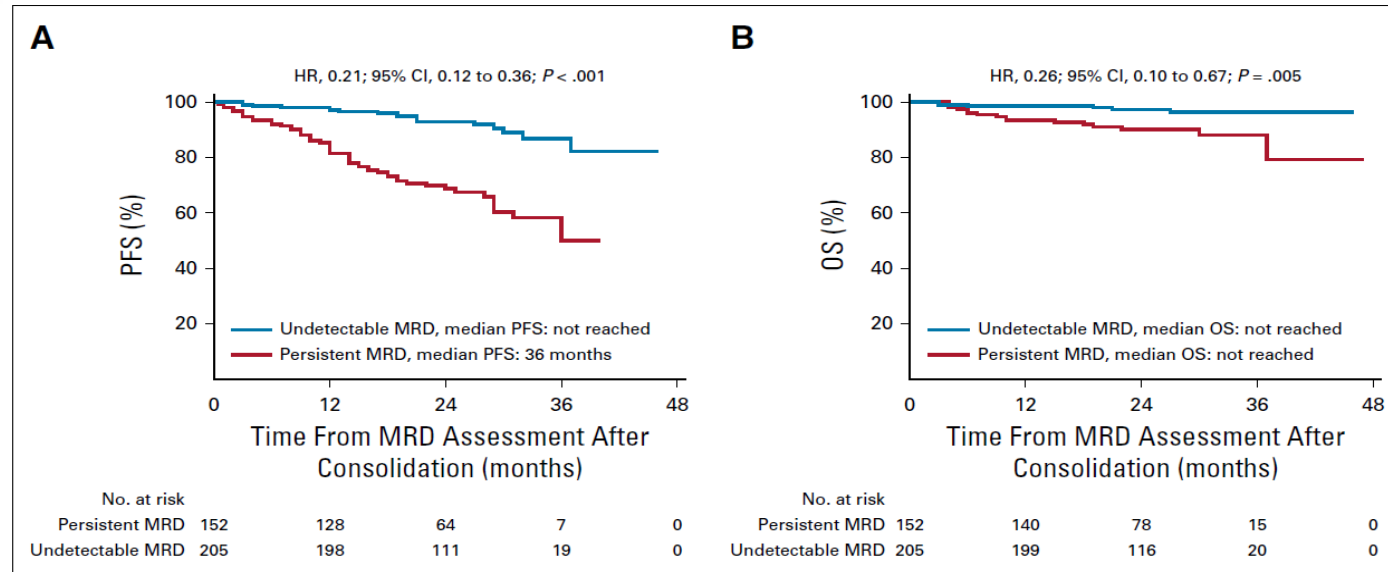 A
HR, 0.21; 95% CI, 0.12 to 0.36; P < .001
100
80
60
40
20
PFS (%)
Undetectable MRD, median PFS: not reached
Persistent MRD, median PFS: 36 months
0 12 24 36 48
Time From MRD Assessment After
Consolidation (months)
No. at risk
Persistent MRD 152 128 64 7 0
Undetectable MRD 205 198 111 19 0
B
HR, 0.26; 95% CI, 0.10 to 0.67; P = .005
100
80
60
40
20
OS (%)
Undetectable MRD, median OS: not reached
Persistent MRD, median OS: not reached
0 12 24 36 48
Time From MRD Assessment After
Consolidation (months)
No. at risk
Persistent MRD 152 140 78 15 0
Undetectable MRD 205 199 116 20 0